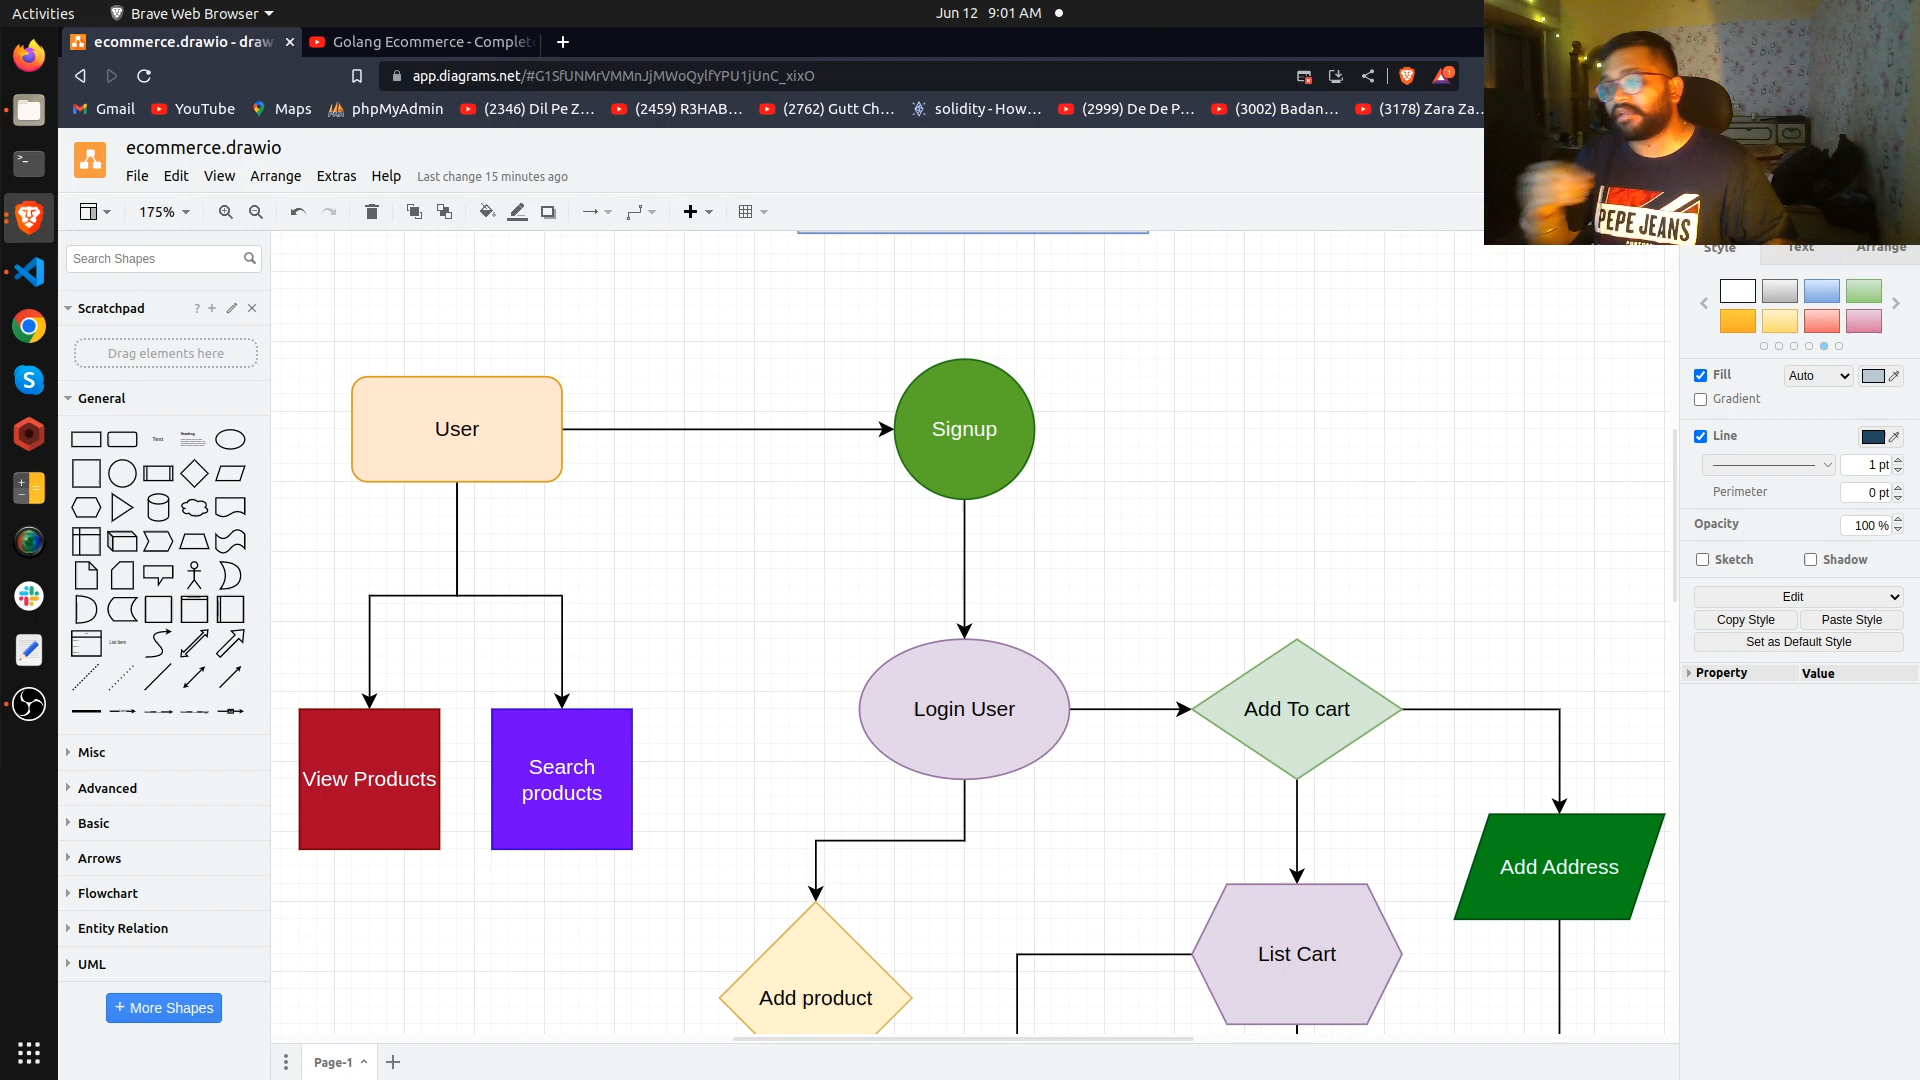 Activities
Brave Web Browser
Jun 12 9:01 AM
ecommerce.drawio - draw
Golang Ecommerce - Complet
app.diagrams.net/#G1SfUNMrVMMnJjMWoQylfYPU1jUnC_xixO
1
Gmail
YouTube
Maps
phpMyAdmin
(2346) Dil Pe Z...
(2459) R3HAB...
(2762) Gutt Ch...
solidity - How...
(2999) De De P...
(3002) Badan...
(3178) Zara Za...
PEPE JEANS
ecommerce.drawio
File Edit View Arrange Extras Help Last change 15 minutes ago
175%
Search Shapes
Scratchpad
Drag elements here
General
Text
Heading
List Item
Misc
Advanced
Basic
Arrows
Flowchart
Entity Relation
UML
+ More Shapes
User
Signup
View Products
Search
products
Login User
Add To cart
Add Address
Add product
List Cart
Page-1
Style Text Arrange
Fill Auto
Gradient
Line
1 pt
Perimeter 0 pt
Opacity 100 %
Sketch Shadow
Edit
Copy Style Paste Style
Set as Default Style
Property Value